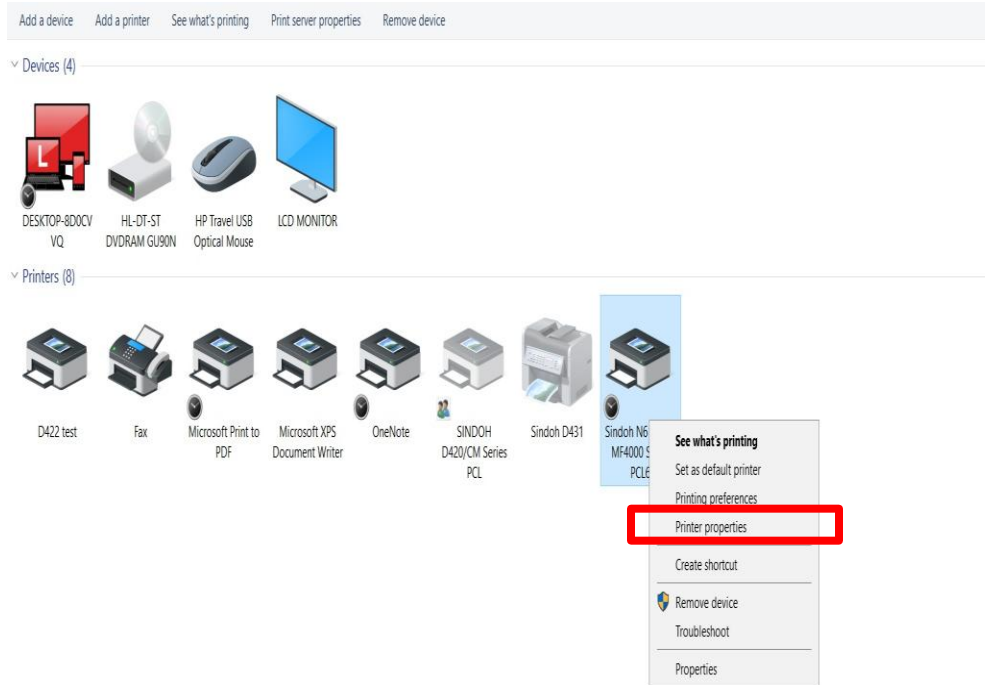 Add a device Add a printer See what's printing Print server properties Remove device
Devices (4)
L
DESKTOP-8D0CV
VQ
HL-DT-ST
DVDRAM GU90N
HP Travel USB
Optical Mouse
LCD MONITOR
Printers (8)
D422 test
Fax
Microsoft Print to
PDF
Microsoft XPS
Document Writer
OneNote
SINDOH
D420/CM Series
PCL
Sindoh D431
Sindoh N6
MF4000 S
PCL6
See what's printing
Set as default printer
Printing preferences
Printer properties
Create shortcut
Remove device
Troubleshoot
Properties